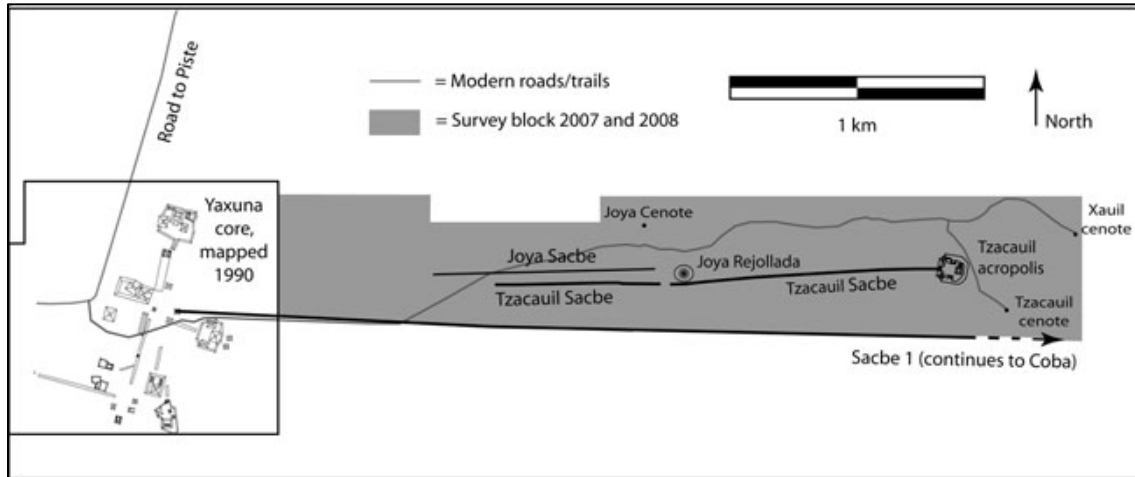 Road to Piste
= Modern roads/trails
= Survey block 2007 and 2008
1 km
North
Yaxuna
core,
mapped
1990
Joya Cenote
Xauil
cenote
Joya Sacbe
Joya Rejollada
Tzacauil
acropolis
Tzacauil Sacbe
Tzacauil Sacbe
Tzacauil
cenote
Sacbe 1 (continues to Coba)